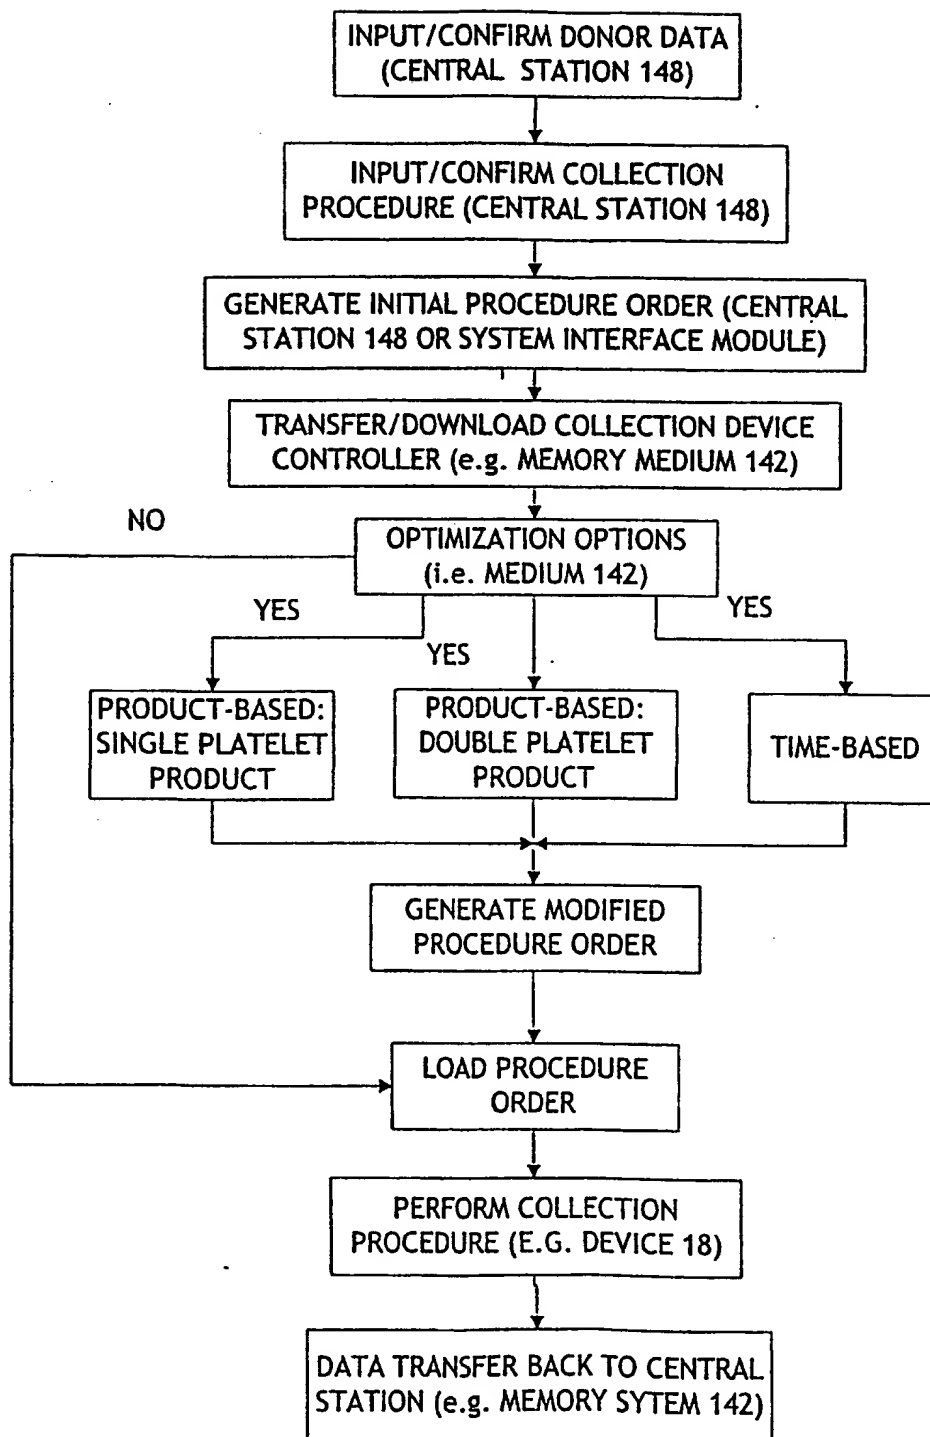 INPUT/CONFIRM DONOR DATA
(CENTRAL STATION 148)
INPUT/CONFIRM COLLECTION
PROCEDURE (CENTRAL STATION 148)
GENERATE INITIAL PROCEDURE ORDER (CENTRAL
STATION 148 OR SYSTEM INTERFACE MODULE)
TRANSFER/DOWNLOAD COLLECTION DEVICE
CONTROLLER (e.g. MEMORY MEDIUM 142)
NO
OPTIMIZATION OPTIONS
(i.e. MEDIUM 142)
YES
YES
YES
PRODUCT-BASED:
SINGLE PLATELET
PRODUCT
PRODUCT-BASED:
DOUBLE PLATELET
PRODUCT
TIME-BASED
GENERATE MODIFIED
PROCEDURE ORDER
LOAD PROCEDURE
ORDER
PERFORM COLLECTION
PROCEDURE (E.G. DEVICE 18)
DATA TRANSFER BACK TO CENTRAL
STATION (e.g. MEMORY SYTEM 142)